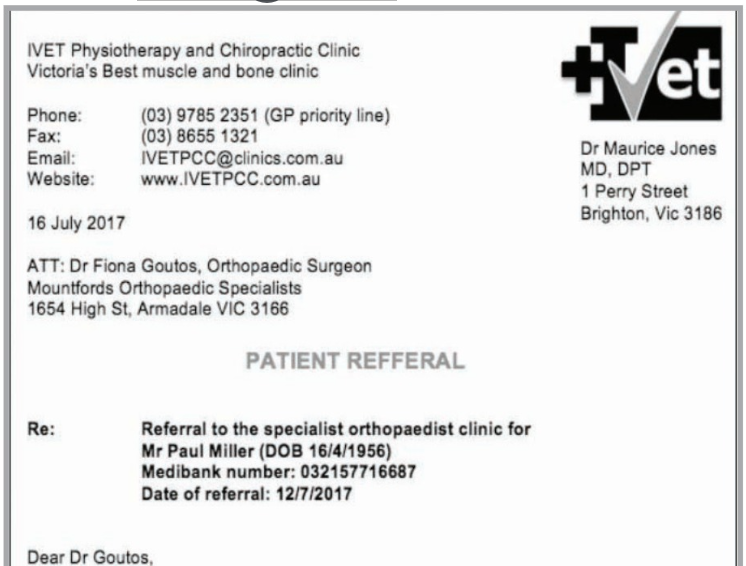 IVET Physiotherapy and Chiropractic Clinic
Victoria's Best muscle and bone clinic
Phone: (03) 9785 2351 (GP priority line)
Fax: (03) 8655 1321
Email: IVETPCC@clinics.com.au
Website: www.IVETPCC.com.au
16 July 2017
iVet
Dr Maurice Jones
MD, DPT
1 Perry Street
Brighton, Vic 3186
ATT: Dr Fiona Goutos, Orthopaedic Surgeon
Mountfords Orthopaedic Specialists
1654 High St, Armadale VIC 3166
PATIENT REFFERAL
Re: Referral to the specialist orthopaedist clinic for
Mr Paul Miller (DOB 16/4/1956)
Medibank number: 032157716687
Date of referral: 12/7/2017
Dear Dr Goutos,